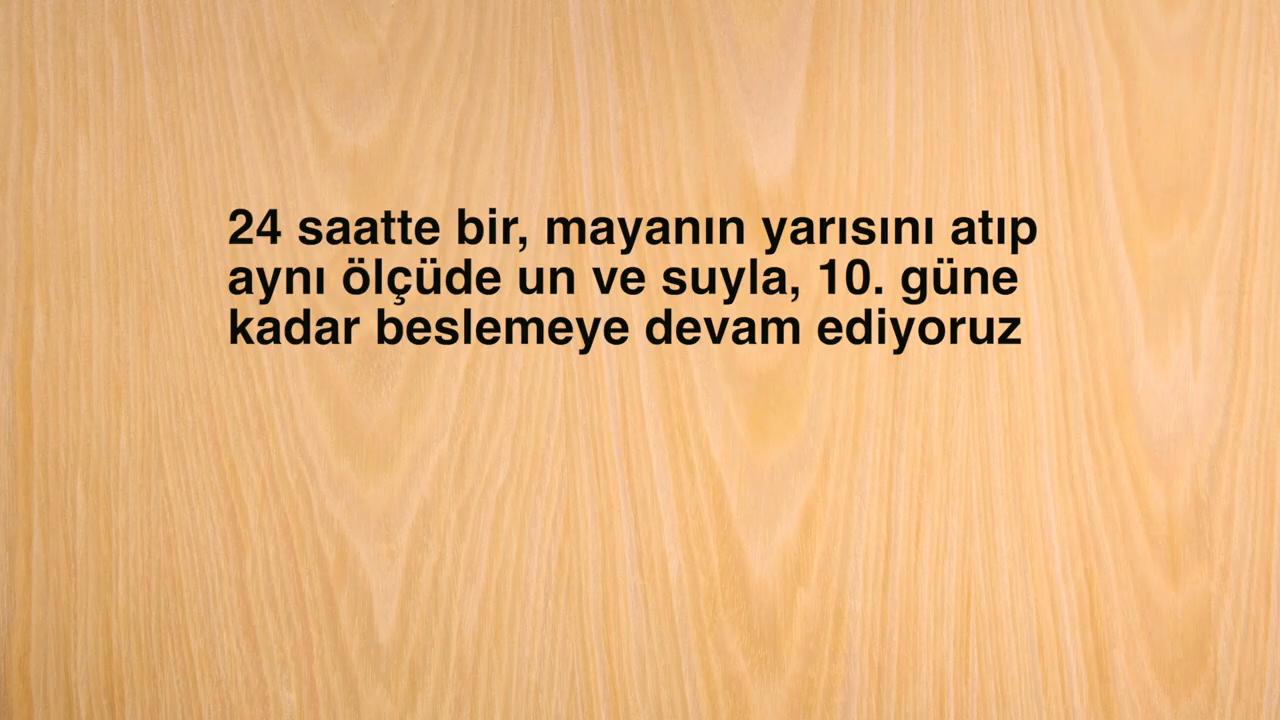 24 saatte bir, mayanın yarısını atıp
aynı ölçüde un ve suyla, 10. güne
kadar beslemeye devam ediyoruz